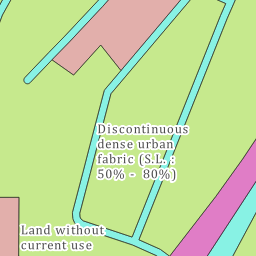 Discontinuous
dense urban
fabric (S.L. :
50% - 80%)
Land without
current use